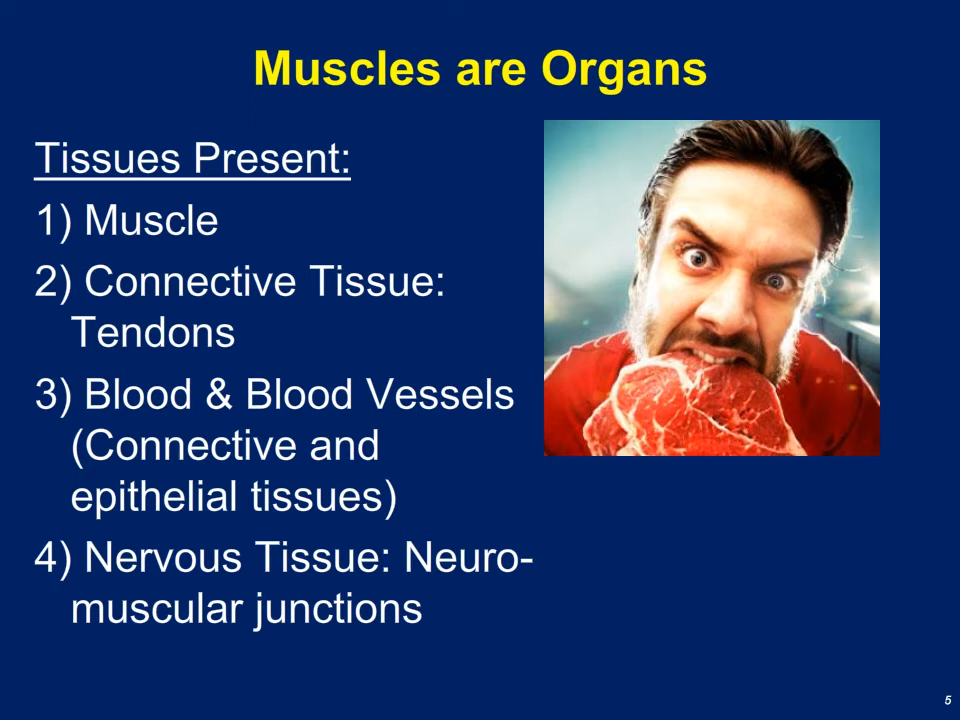 Muscles are Organs
Tissues Present:
1) Muscle
2) Connective Tissue:
Tendons
3) Blood & Blood Vessels
(Connective and
epithelial tissues)
4) Nervous Tissue: Neuro-
muscular junctions
5